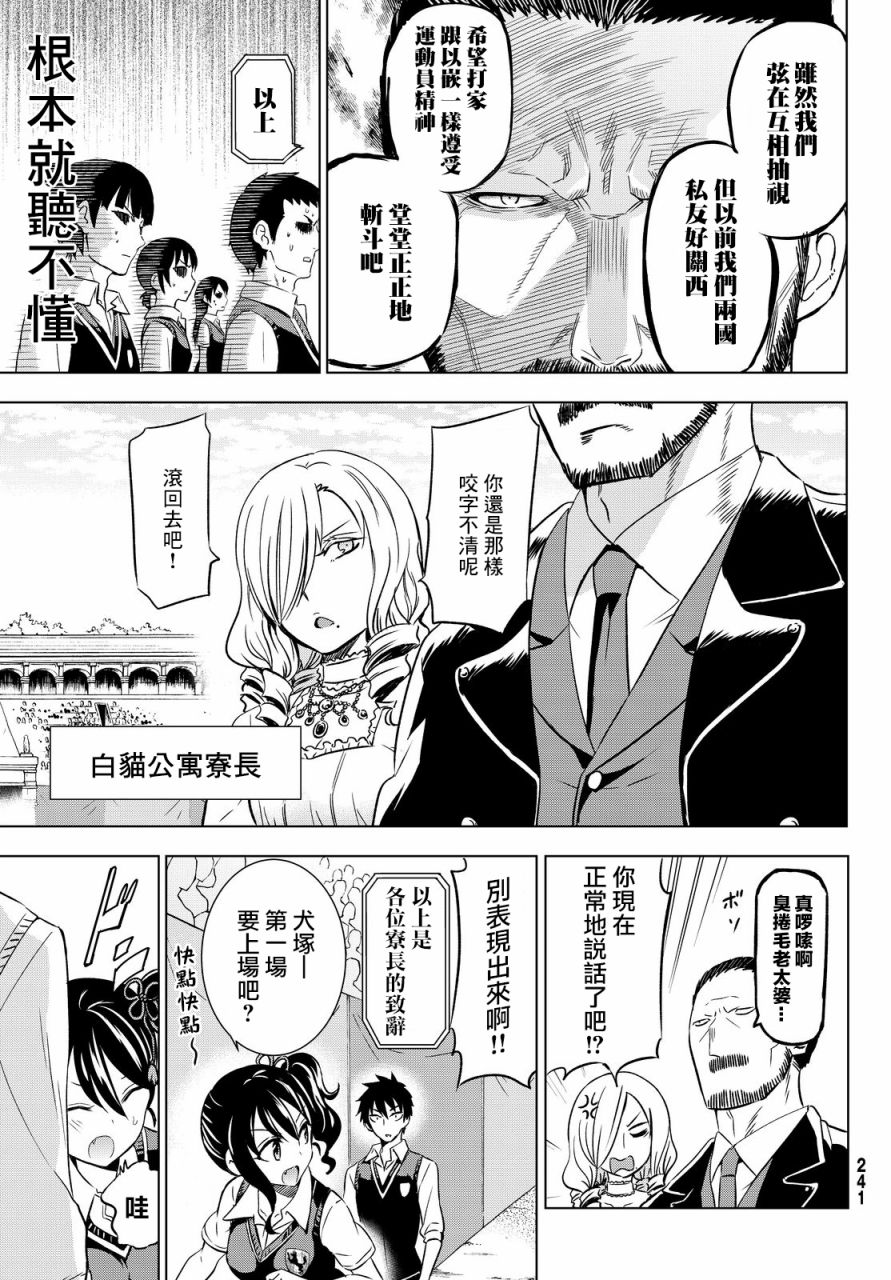 雖然我們
弦在互相抽視
但以前我們兩國
私友好關西
希望打家
跟以嵌一樣遵受
運動員精神
堂堂正正地
斬斗吧
以上
根本就聽不懂
你還是那樣
咬字不清呢
滾回去吧！
白貓公寓寮長
真啰嗦啊
臭捲毛老太婆…
ボソ
你現在
正常地説話了吧!?
別表現出來啊!!
以上是
各位寮長的致辭
犬塚—
第一場
要上場吧？
快點快點～
哇
241